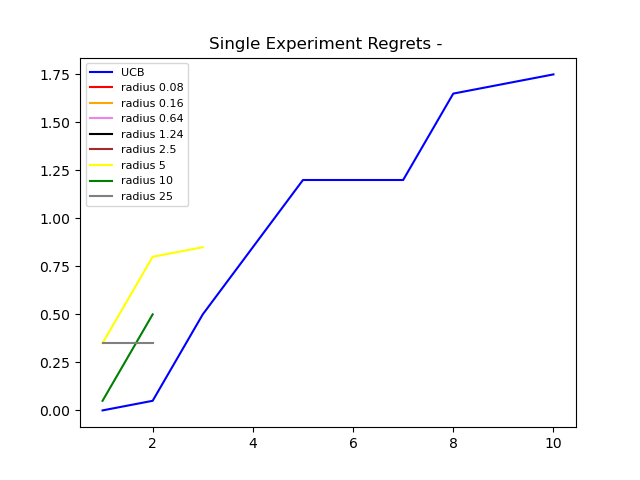 Single Experiment Regrets -
UCB
radius 0.08
radius 0.16
radius 0.64
radius 1.24
radius 2.5
radius 5
radius 10
radius 25
1.75
1.50
1.25
1.00
0.75
0.50
0.25
0.00
2 4 6 8 10